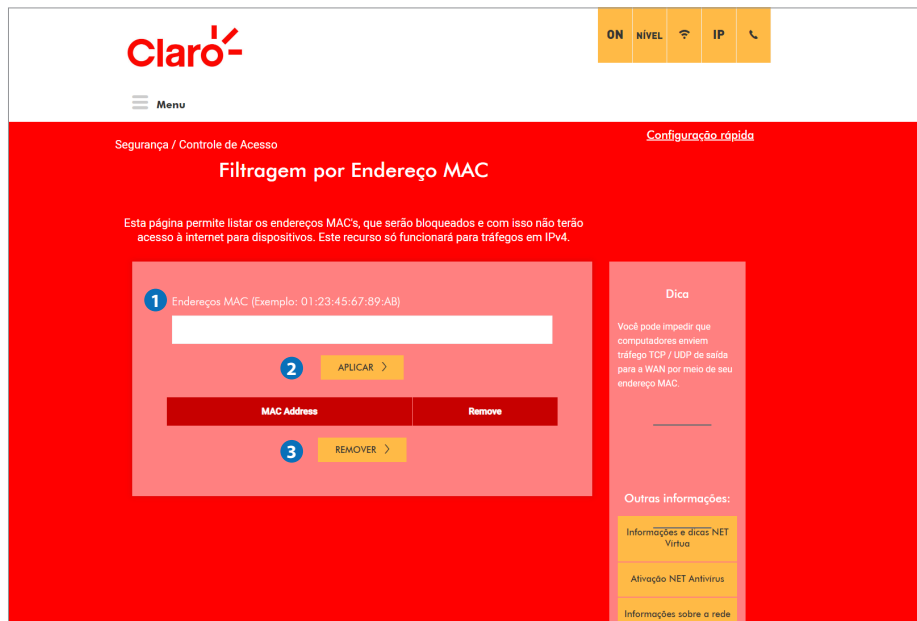 Claro
ON NÍVEL IP
Menu
Configuração rápida
Segurança / Controle de Acesso
Filtragem por Endereço MAC
Esta página permite listar os endereços MAC's, que serão bloqueados e com isso não terão
acesso à internet para dispositivos. Este recurso só funcionará para tráfegos em IPv4.
1 Endereços MAC (Exemplo: 01:23:45:67:89:AB)
2 APLICAR >
MAC Address Remove
3 REMOVER >
Dica
Você pode impedir que
computadores enviem
tráfego TCP / UDP de saída
para a WAN por meio de seu
endereço MAC.
Outras informações:
Informações e dicas NET
Virtua
Ativação NET Antivirus
Informações sobre a rede